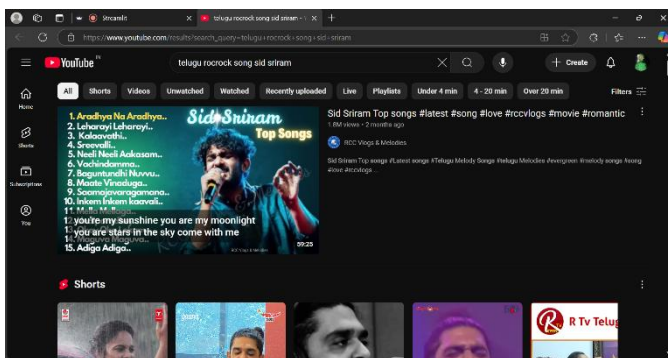 Streamlit
telugu rocrock song sid sriram -
https://www.youtube.com/results?search_query=telugu+rocrock+song+sid+sriram
YouTube
telugu rocrock song sid sriram
Create
All
Shorts
Videos
Unwatched
Watched
Recently uploaded
Live
Playlists
Under 4 min
4 - 20 min
Over 20 min
Filters
Home
Shorts
Subscriptions
You
Sid Sriram
Top Songs
1. Aradhya Na Aradhya..
2. Leharayi Leharayi..
3. Kalaavathi..
4. Sreevalli..
5. Neeli Neeli Aakasam..
6. Vachindamma..
7. Baguntundhi Nuvvu..
8. Maate Vinaduga..
9. Saamajavaragamana..
10. Inkem Inkem kaavali..
you're my sunshine you are my moonlight
you are stars in the sky come with me
14. Maguva Maguva..
15. Adiga Adiga..
RCC Vlogs & Melodies
59:25
Sid Sriram Top songs #latest #song #love #rccvlogs #movie #romantic
1.8M views • 2 months ago
RCC Vlogs & Melodies
Sid Sriram Top songs #Latest songs #Telugu Melody Songs #telugu Melodies #evergreen #melody songs #song
#love #rccvlogs ...
Shorts
R Tv Telug